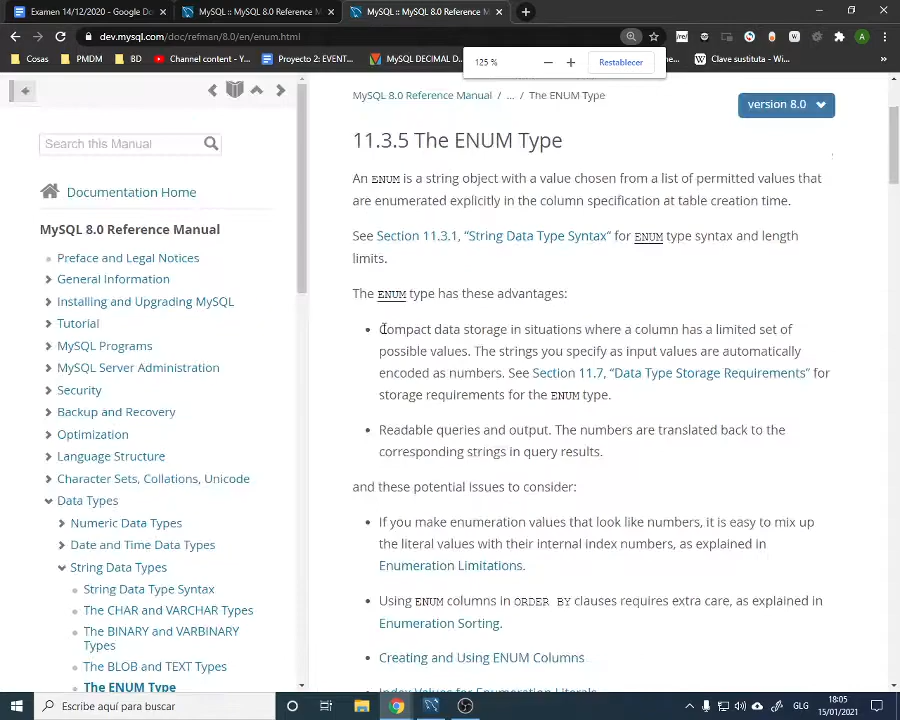 Examen 14/12/2020 - Google Do
MySQL :: MySQL 8.0 Reference M
MySQL :: MySQL 8.0 Reference M
dev.mysql.com/doc/refman/8.0/en/enum.html
Cosas
PDM
BD
Channel content - Y...
Proyecto 2: EVENT...
MySQL DECIMAL D
Clave sustituta - Wi...
125 %
Restablecer
MySQL 8.0 Reference Manual / ... / The ENUM Type
version 8.0
Search this Manual
Documentation Home
MySQL 8.0 Reference Manual
Preface and Legal Notices
General Information
Installing and Upgrading MySQL
Tutorial
MySQL Programs
MySQL Server Administration
Security
Backup and Recovery
Optimization
Language Structure
Character Sets, Collations, Unicode
Data Types
Numeric Data Types
Date and Time Data Types
String Data Types
String Data Type Syntax
The CHAR and VARCHAR Types
The BINARY and VARBINARY
Types
The BLOB and TEXT Types
The ENUM Type
11.3.5 The ENUM Type
An ENUM is a string object with a value chosen from a list of permitted values that
are enumerated explicitly in the column specification at table creation time.
See Section 11.3.1, “String Data Type Syntax” for ENUM type syntax and length
limits.
The ENUM type has these advantages:
Compact data storage in situations where a column has a limited set of
possible values. The strings you specify as input values are automatically
encoded as numbers. See Section 11.7, “Data Type Storage Requirements” for
storage requirements for the ENUM type.
Readable queries and output. The numbers are translated back to the
corresponding strings in query results.
and these potential issues to consider:
If you make enumeration values that look like numbers, it is easy to mix up
the literal values with their internal index numbers, as explained in
Enumeration Limitations.
Using ENUM columns in ORDER BY clauses requires extra care, as explained in
Enumeration Sorting.
Creating and Using ENUM Columns
Index Values for Enumeration Literals
Escribe aquí para buscar
GLG
18:05
15/01/2021